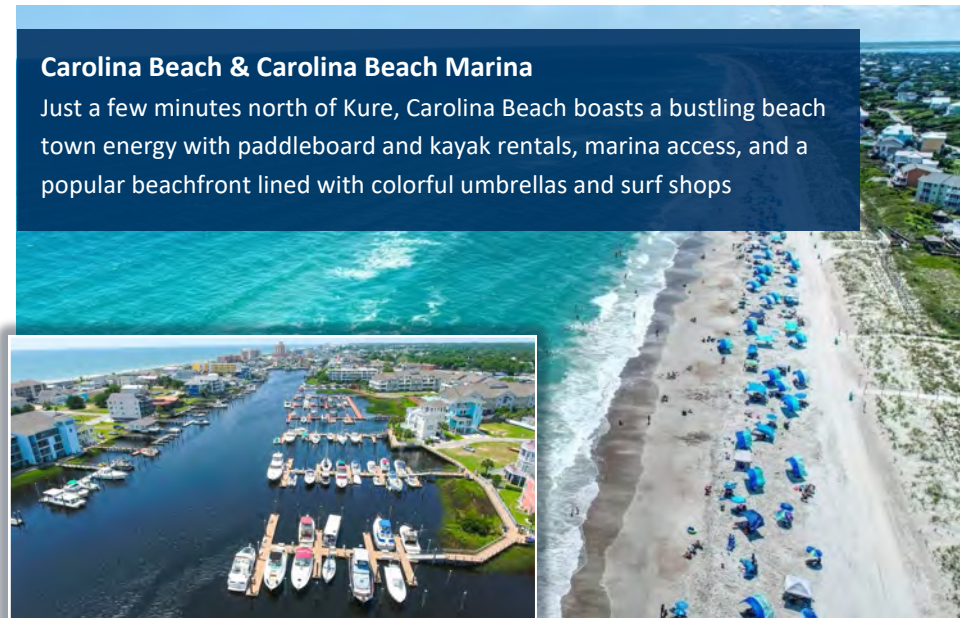 Carolina Beach & Carolina Beach Marina
Just a few minutes north of Kure, Carolina Beach boasts a bustling beach
town energy with paddleboard and kayak rentals, marina access, and a
popular beachfront lined with colorful umbrellas and surf shops